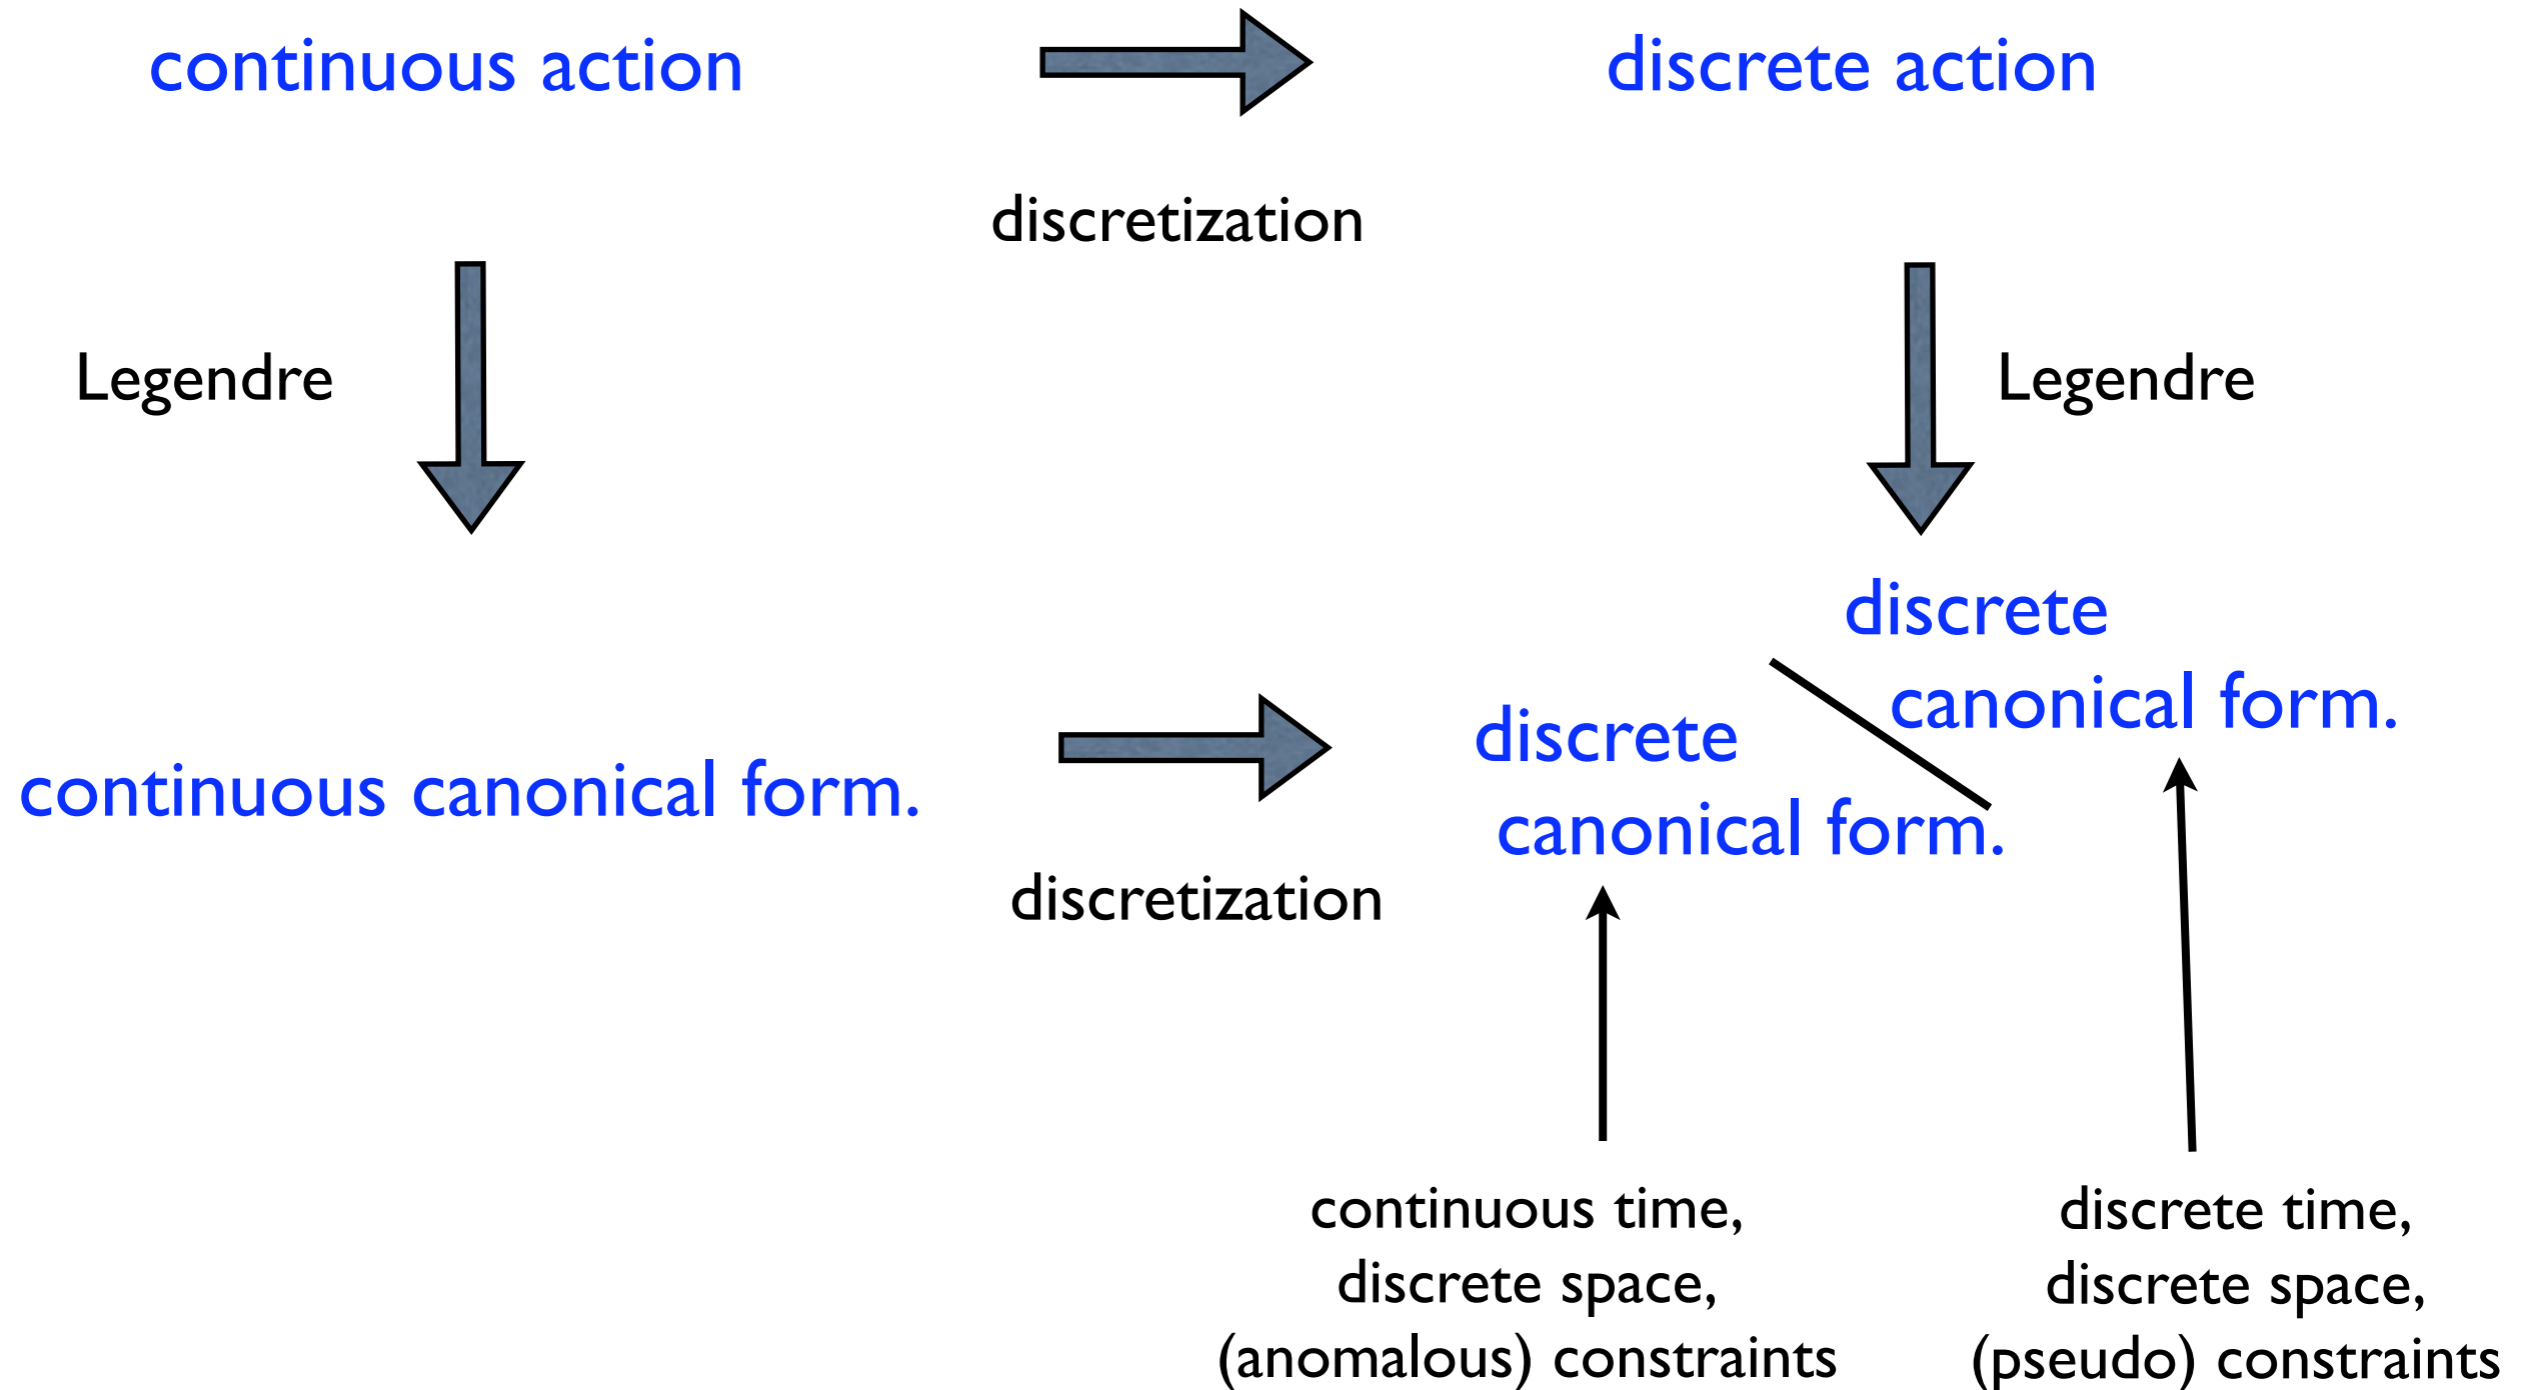 continuous action
discrete action
discretization
Legendre
Legendre
discrete
canonical form.
discrete
canonical form.
continuous canonical form.
discretization
continuous time,
discrete space,
(anomalous) constraints
discrete time,
discrete space,
(pseudo) constraints